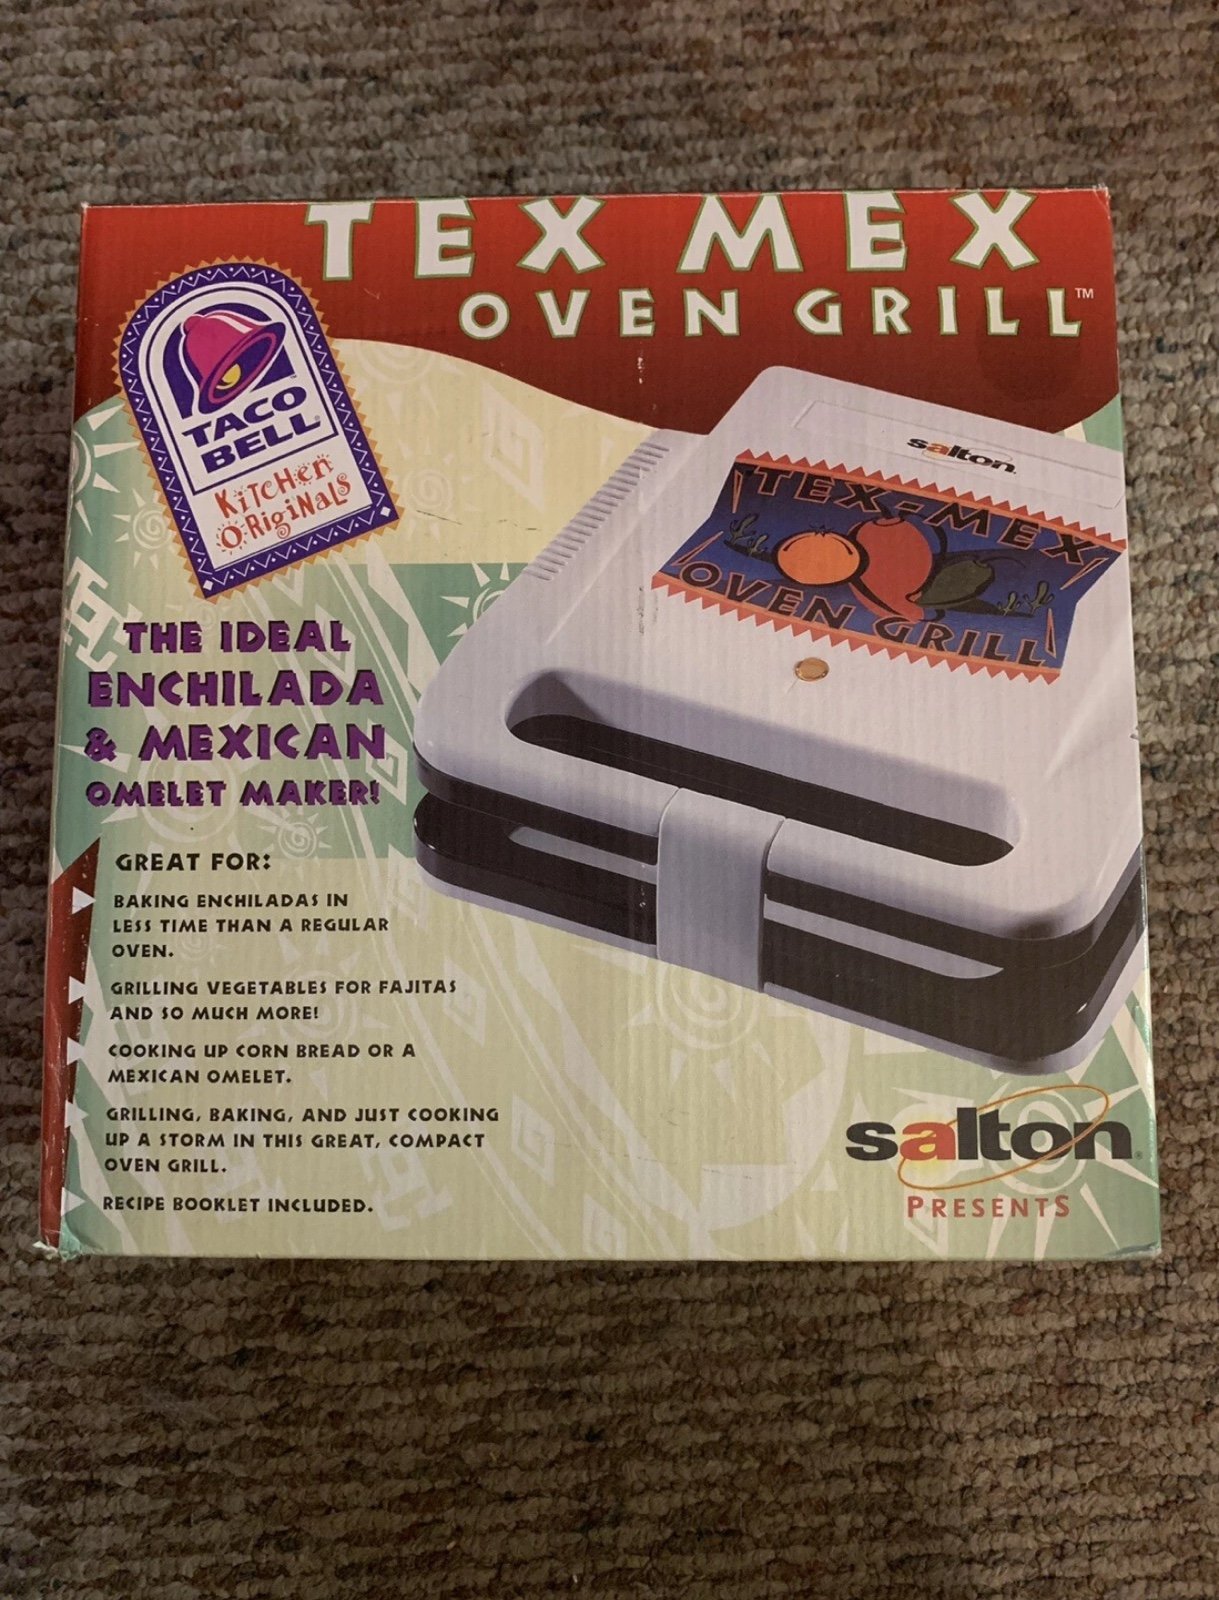 TEX MEX
OVEN GRILL™
TACO
BELL®
KITCHEN
ORIGINALS
salton
TEX-MEX
OVEN GRILL
THE IDEAL
ENCHILADA
& MEXICAN
OMELET MAKER!
GREAT FOR:
BAKING ENCHILADAS IN
LESS TIME THAN A REGULAR
OVEN.
GRILLING VEGETABLES FOR FAJITAS
AND SO MUCH MORE!
COOKING UP CORN BREAD OR A
MEXICAN OMELET.
GRILLING, BAKING, AND JUST COOKING
UP A STORM IN THIS GREAT, COMPACT
OVEN GRILL.
RECIPE BOOKLET INCLUDED.
salton®
PRESENTS